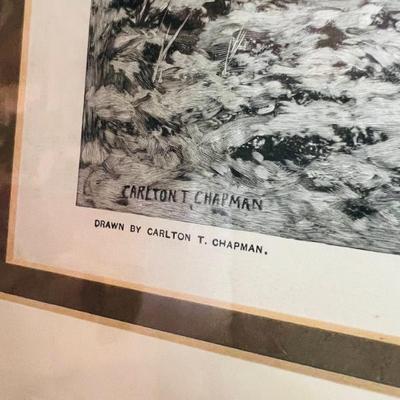 CARLTON T. CHAPMAN
DRAWN BY CARLTON T. CHAPMAN.